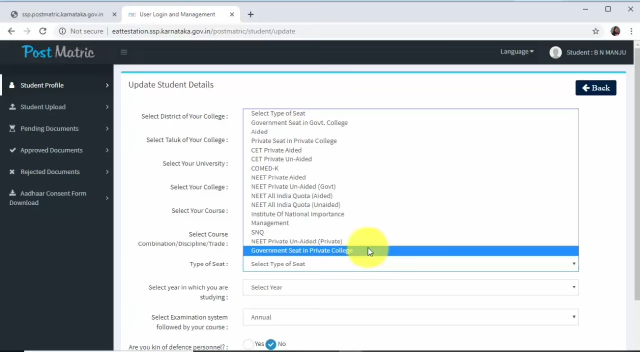 ssp.postmatric.karnataka.gov.in
User Login and Management
Not secure | eattestation.ssp.karnataka.gov.in/postmatric/student/update
Post Matric
Language
Student : B N MANJU
Student Profile
Student Upload
Pending Documents
Approved Documents
Rejected Documents
Aadhaar Consent Form
Download
Update Student Details
Back
Select District of Your College :
Select Taluk of Your College :
Select Your University :
Select Your College :
Select Your Course :
Select Course
Combination/Discipline/Trade :
Type of Seat:
Select Type of Seat
Government Seat in Govt. College
Aided
Private Seat in Private College
CET Private Aided
CET Private Un-Aided
COMED-K
NEET Private Aided
NEET Private Un-Aided (Govt)
NEET All India Quota (Aided)
NEET All India Quota (Unaided)
Institute Of National Importance
Management
SNQ
NEET Private Un-Aided (Private)
Government Seat in Private College
Select Type of Seat
Select year in which you are
studying:
Select Year
Select Examination system
followed by your course :
Annual
Are you kin of defence personnel?
Yes
No